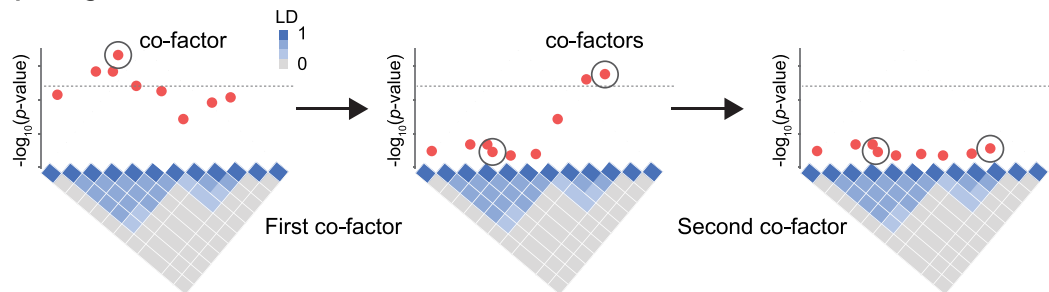 LD
1
0
co-factor
-log10(p-value)
First co-factor
co-factors
-log10(p-value)
Second co-factor
-log10(p-value)